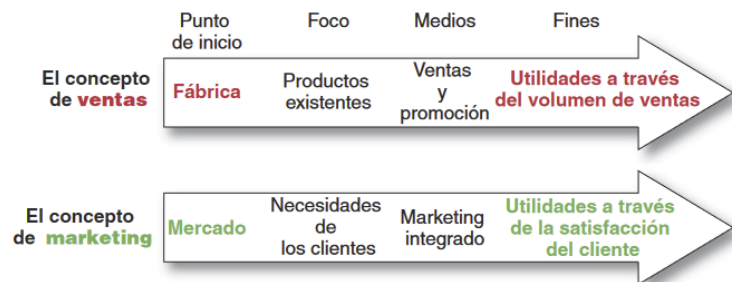 Punto
de inicio
Foco
Medios
Fines
El concepto
de ventas
Fábrica
Productos
existentes
Ventas
y
promoción
Utilidades a través
del volumen de ventas
El concepto
de marketing
Mercado
Necesidades
de
los clientes
Marketing
integrado
Utilidades a través
de la satisfacción
del cliente